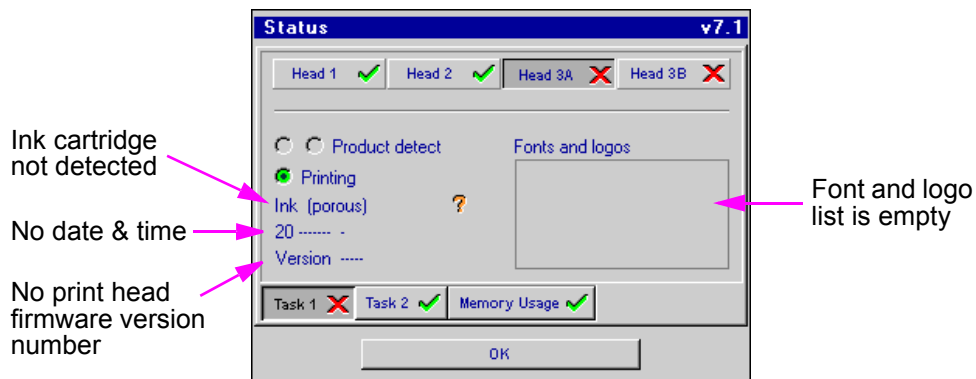 Status v7.1
Head 1 Head 2 Head 3A Head 3B
Ink cartridge
not detected
Product detect
Fonts and logos
Printing
Ink (porous) ?
Font and logo
list is empty
No date & time
20 ------- -
Version -----
No print head
firmware version
number
Task 1 Task 2 Memory Usage
OK